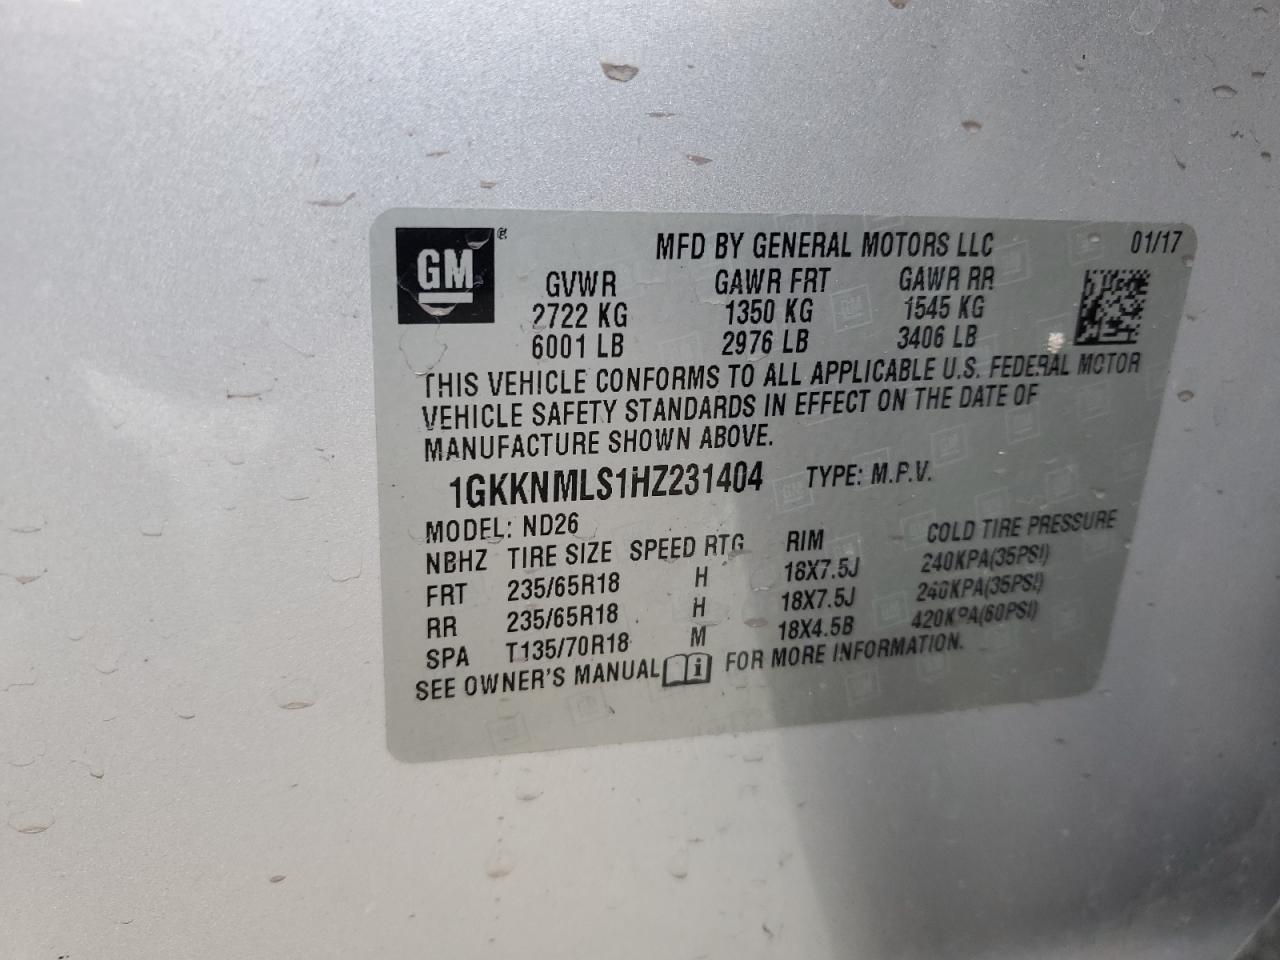 GM ®
MFD BY GENERAL MOTORS LLC 01/17
GVWR GAWR FRT GAWR RR
2722 KG 1350 KG 1545 KG
6001 LB 2976 LB 3406 LB
THIS VEHICLE CONFORMS TO ALL APPLICABLE U.S. FEDERAL MOTOR
VEHICLE SAFETY STANDARDS IN EFFECT ON THE DATE OF
MANUFACTURE SHOWN ABOVE.
1GKKNMLS1HZ231404 TYPE: M.P.V.
MODEL: ND26
NBHZ TIRE SIZE SPEED RTG RIM COLD TIRE PRESSURE
FRT 235/65R18 H 18X7.5J 240KPA(35PSI)
RR 235/65R18 H 18X7.5J 240KPA(35PSI)
SPA T135/70R18 M 18X4.5B 420KPA(60PSI)
SEE OWNER'S MANUAL i FOR MORE INFORMATION.